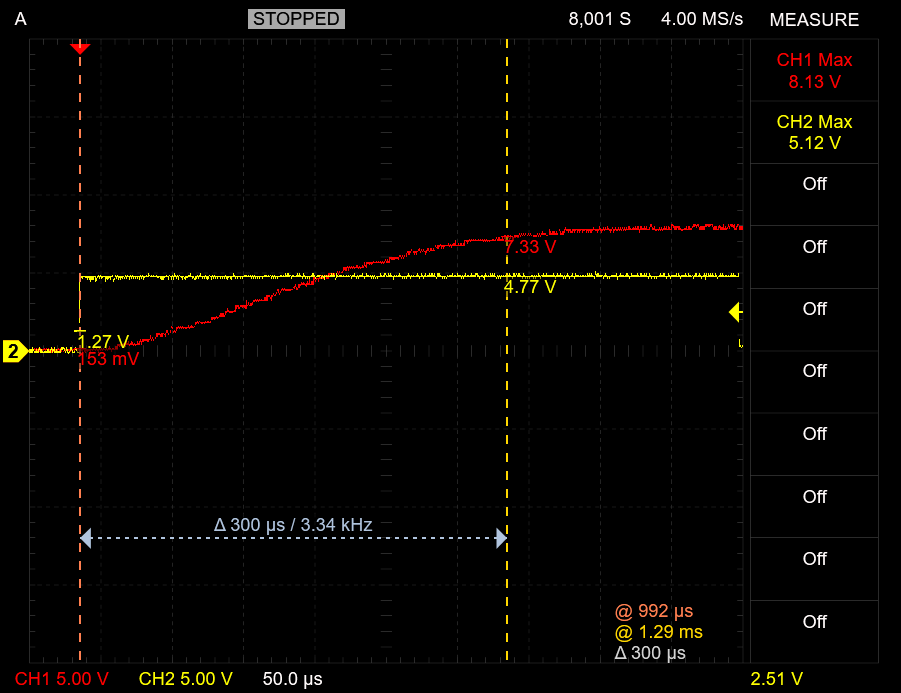 A STOPPED 8,001 S 4.00 MS/s MEASURE
CH1 Max
8.13 V
CH2 Max
5.12 V
Off
Off
7.33 V
4.77 V
Off
1.27 V
2
153 mV
Off
Off
Off
Δ 300 µs / 3.34 kHz
Off
@ 992 µs
Off
@ 1.29 ms
Δ 300 µs
CH1 5.00 V CH2 5.00 V 50.0 µs 2.51 V